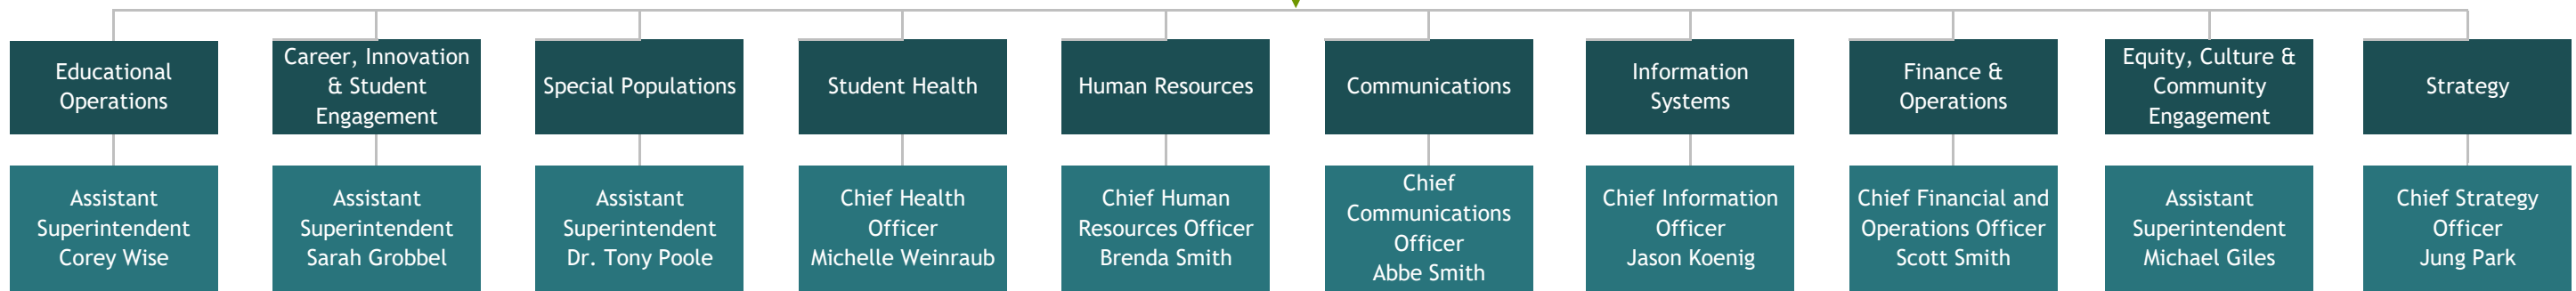 Educational
Operations
Career, Innovation
& Student
Engagement
Special Populations
Student Health
Human Resources
Communications
Information
Systems
Finance &
Operations
Equity, Culture &
Community
Engagement
Strategy
Assistant
Superintendent
Corey Wise
Assistant
Superintendent
Sarah Grobbel
Assistant
Superintendent
Dr. Tony Poole
Chief Health
Officer
Michelle Weinraub
Chief Human
Resources Officer
Brenda Smith
Chief
Communications
Officer
Abbe Smith
Chief Information
Officer
Jason Koenig
Chief Financial and
Operations Officer
Scott Smith
Assistant
Superintendent
Michael Giles
Chief Strategy
Officer
Jung Park